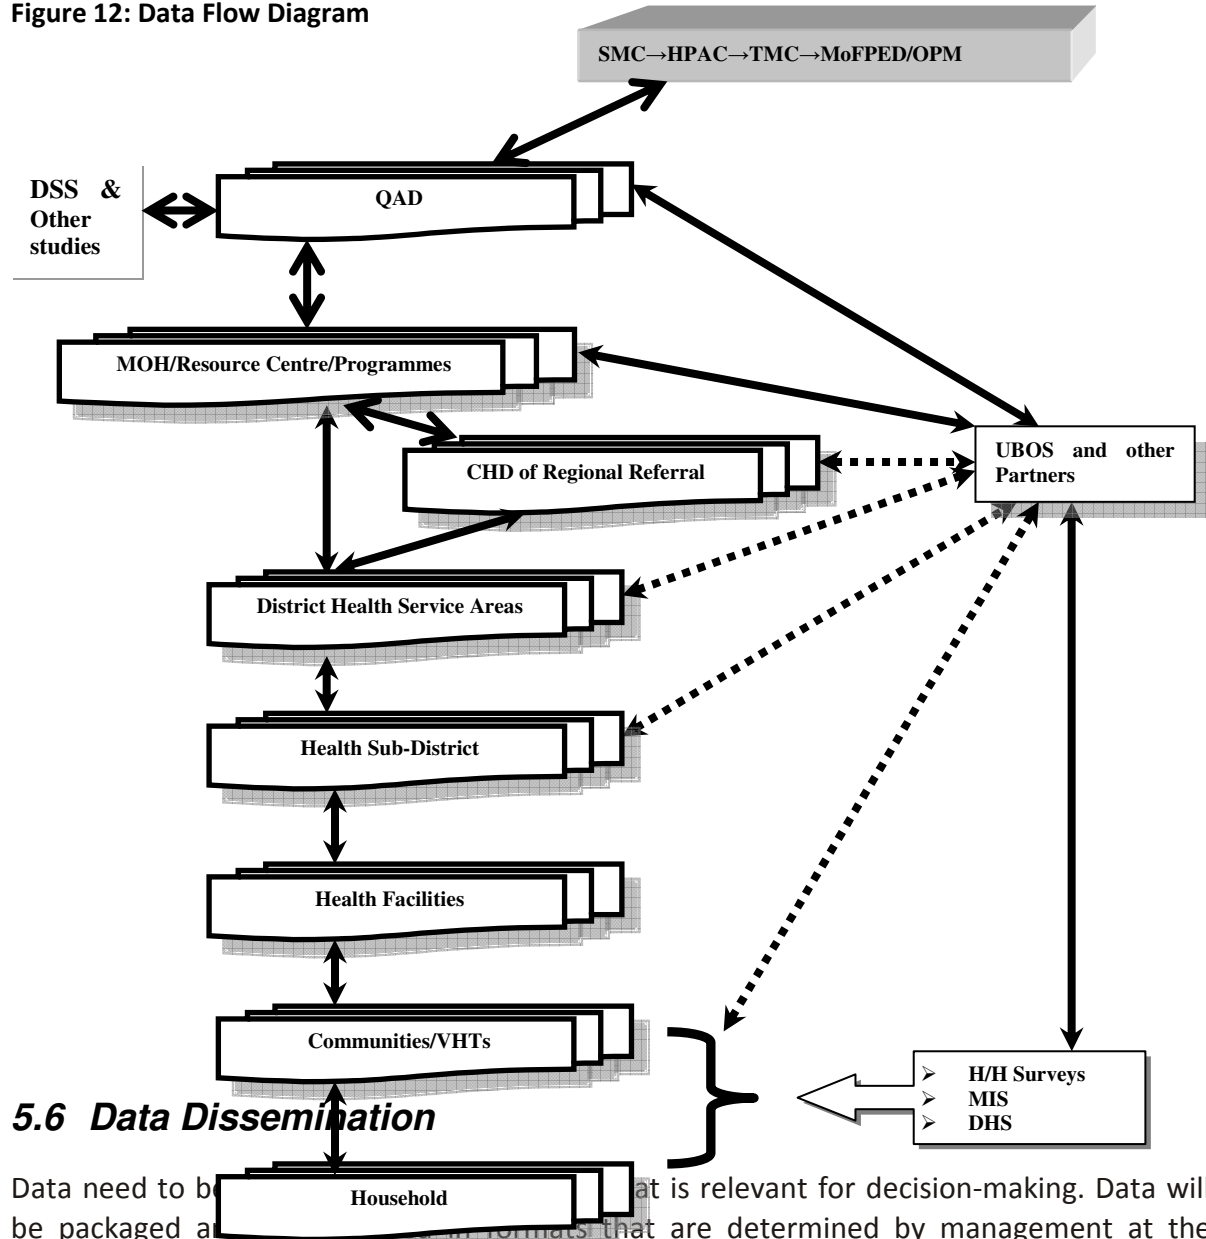 Figure 12: Data Flow Diagram
SMC→HPAC→TMC→MoFPED/OPM
DSS &
Other
studies
QAD
MOH/Resource Centre/Programmes
CHD of Regional Referral
UBOS and other
Partners
District Health Service Areas
Health Sub-District
Health Facilities
Communities/VHTs
➢ H/H Surveys
➢ MIS
➢ DHS
5.6 Data Dissemination
Household
Data need to be at is relevant for decision-making. Data will
be packaged in formats that are determined by management at the